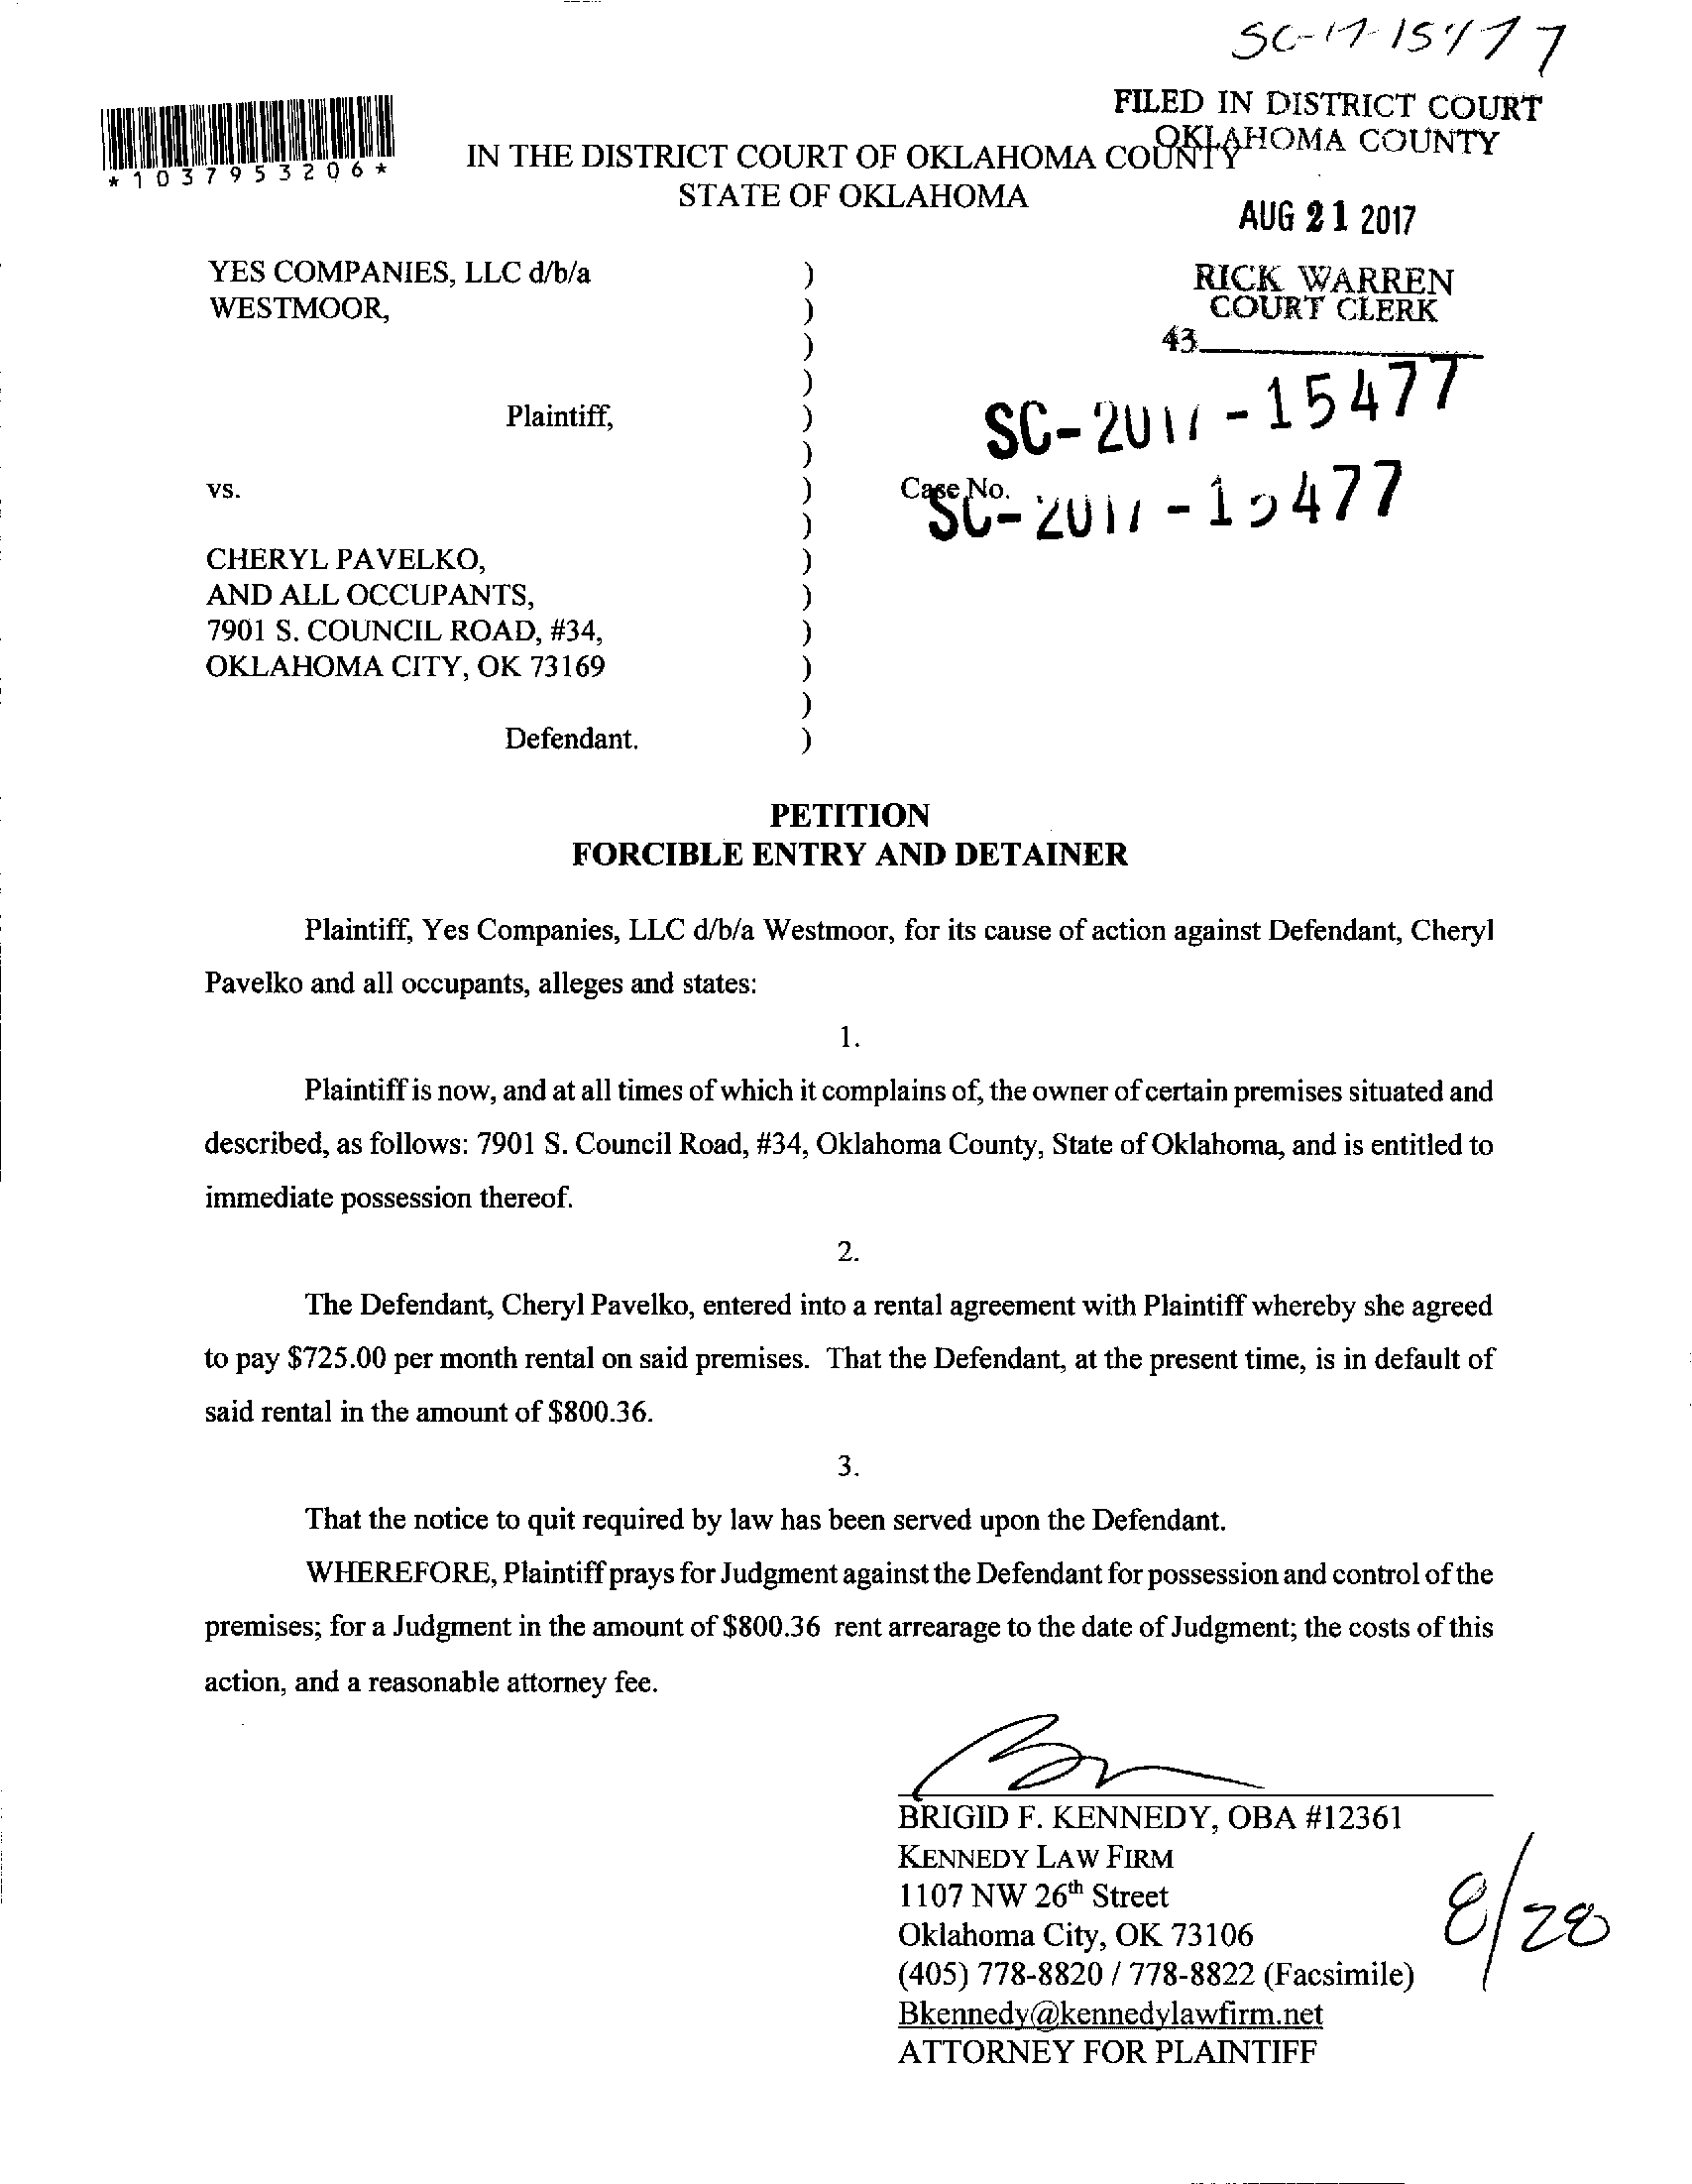 SC-17-15477
FILED IN DISTRICT COURT
OKLAHOMA COUNTY
*1037953206*
IN THE DISTRICT COURT OF OKLAHOMA COUNTY
STATE OF OKLAHOMA
AUG 21 2017
YES COMPANIES, LLC d/b/a )
WESTMOOR, )
RICK WARREN
COURT CLERK
)
43
)
Plaintiff, )
SC-2017-15477
)
vs. )
Case No.
SC-2017-15477
)
CHERYL PAVELKO, )
AND ALL OCCUPANTS, )
7901 S. COUNCIL ROAD, #34, )
OKLAHOMA CITY, OK 73169 )
)
Defendant. )
PETITION
FORCIBLE ENTRY AND DETAINER
Plaintiff, Yes Companies, LLC d/b/a Westmoor, for its cause of action against Defendant, Cheryl
Pavelko and all occupants, alleges and states:
1.
Plaintiff is now, and at all times of which it complains of, the owner of certain premises situated and
described, as follows: 7901 S. Council Road, #34, Oklahoma County, State of Oklahoma, and is entitled to
immediate possession thereof.
2.
The Defendant, Cheryl Pavelko, entered into a rental agreement with Plaintiff whereby she agreed
to pay $725.00 per month rental on said premises. That the Defendant, at the present time, is in default of
said rental in the amount of $800.36.
3.
That the notice to quit required by law has been served upon the Defendant.
WHEREFORE, Plaintiff prays for Judgment against the Defendant for possession and control of the
premises; for a Judgment in the amount of $800.36 rent arrearage to the date of Judgment; the costs of this
action, and a reasonable attorney fee.
BRIGID F. KENNEDY, OBA #12361
KENNEDY LAW FIRM
1107 NW 26th Street
Oklahoma City, OK 73106
(405) 778-8820 / 778-8822 (Facsimile)
Bkennedy@kennedylawfirm.net
ATTORNEY FOR PLAINTIFF
8/28